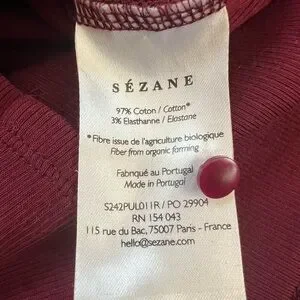 SÉZANE
97% Coton / Cotton*
3% Elasthanne / Elastane
*Fibre issue de l'agriculture biologique
Fiber from organic farming
Fabriqué au Portugal
Made in Portugal
S242PUL011R / PO 29904
RN 154 043
115 rue du Bac, 75007 Paris - France
hello@sezane.com